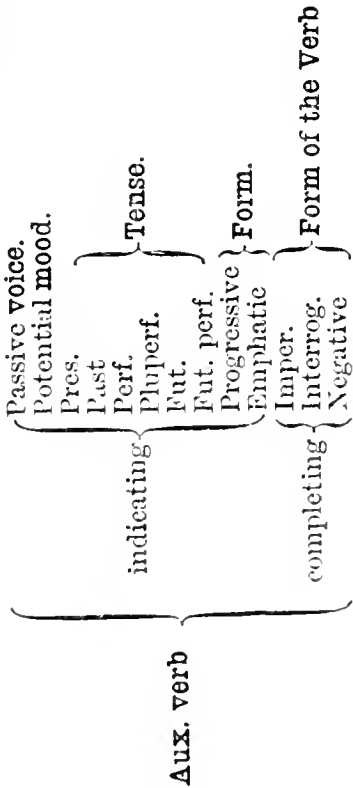 Aux. verb
indicating
Passive voice.
Potential mood.
Pres.
Past
Perf.
Pluperf.
Fut.
Fut. perf.
Tense.
Progressive
Emphatic
Form.
completing
Imper.
Interrog.
Negative
Form of the Verb